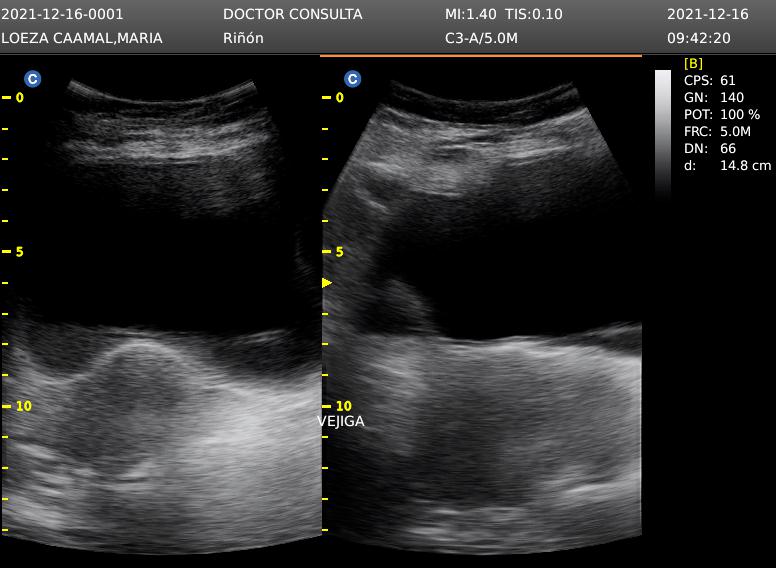 2021-12-16-0001 DOCTOR CONSULTA MI:1.40 TIS:0.10 2021-12-16
LOEZA CAAMAL,MARIA Riñón C3-A/5.0M 09:42:20
[B]
CPS: 61
GN: 140
POT: 100 %
FRC: 5.0M
DN: 66
d: 14.8 cm
C C
0 0
5 5
10 10
VEJIGA